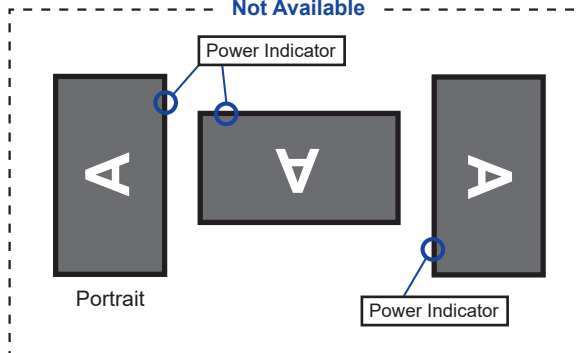 Not Available
Power Indicator
A
A
A
Portrait
Power Indicator